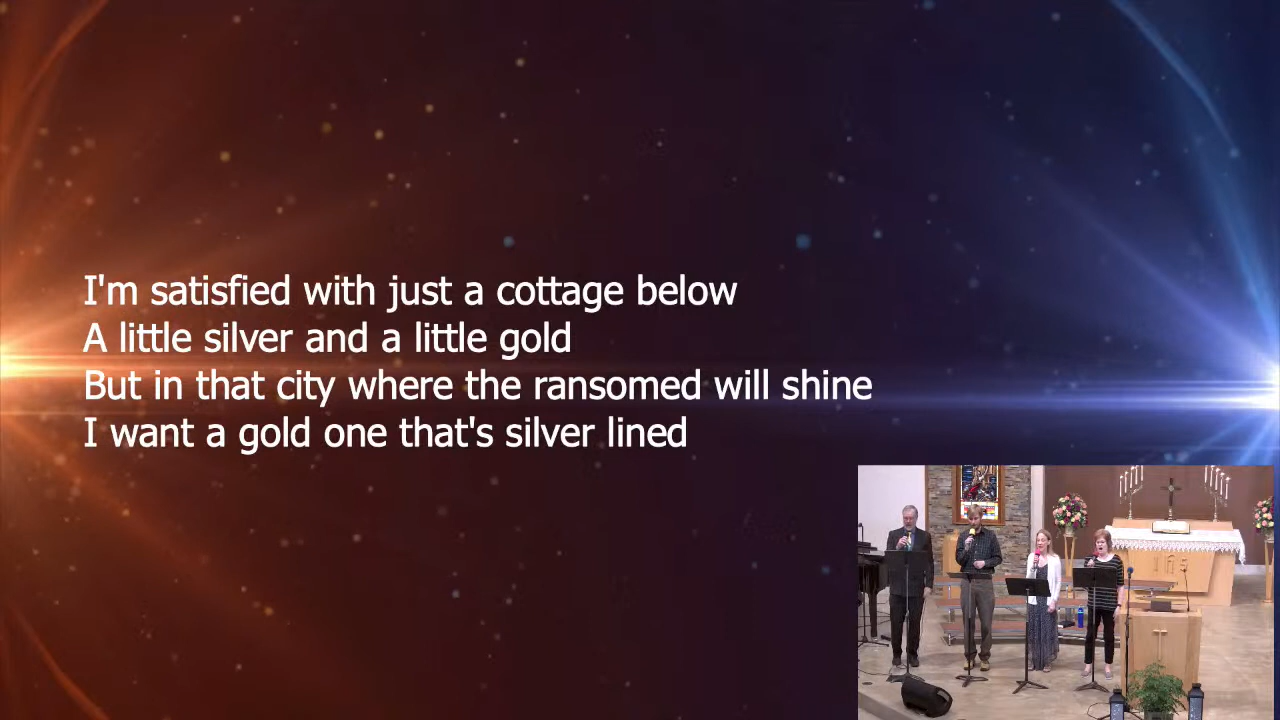 I'm satisfied with just a cottage below
A little silver and a little gold
But in that city where the ransomed will shine
I want a gold one that's silver lined